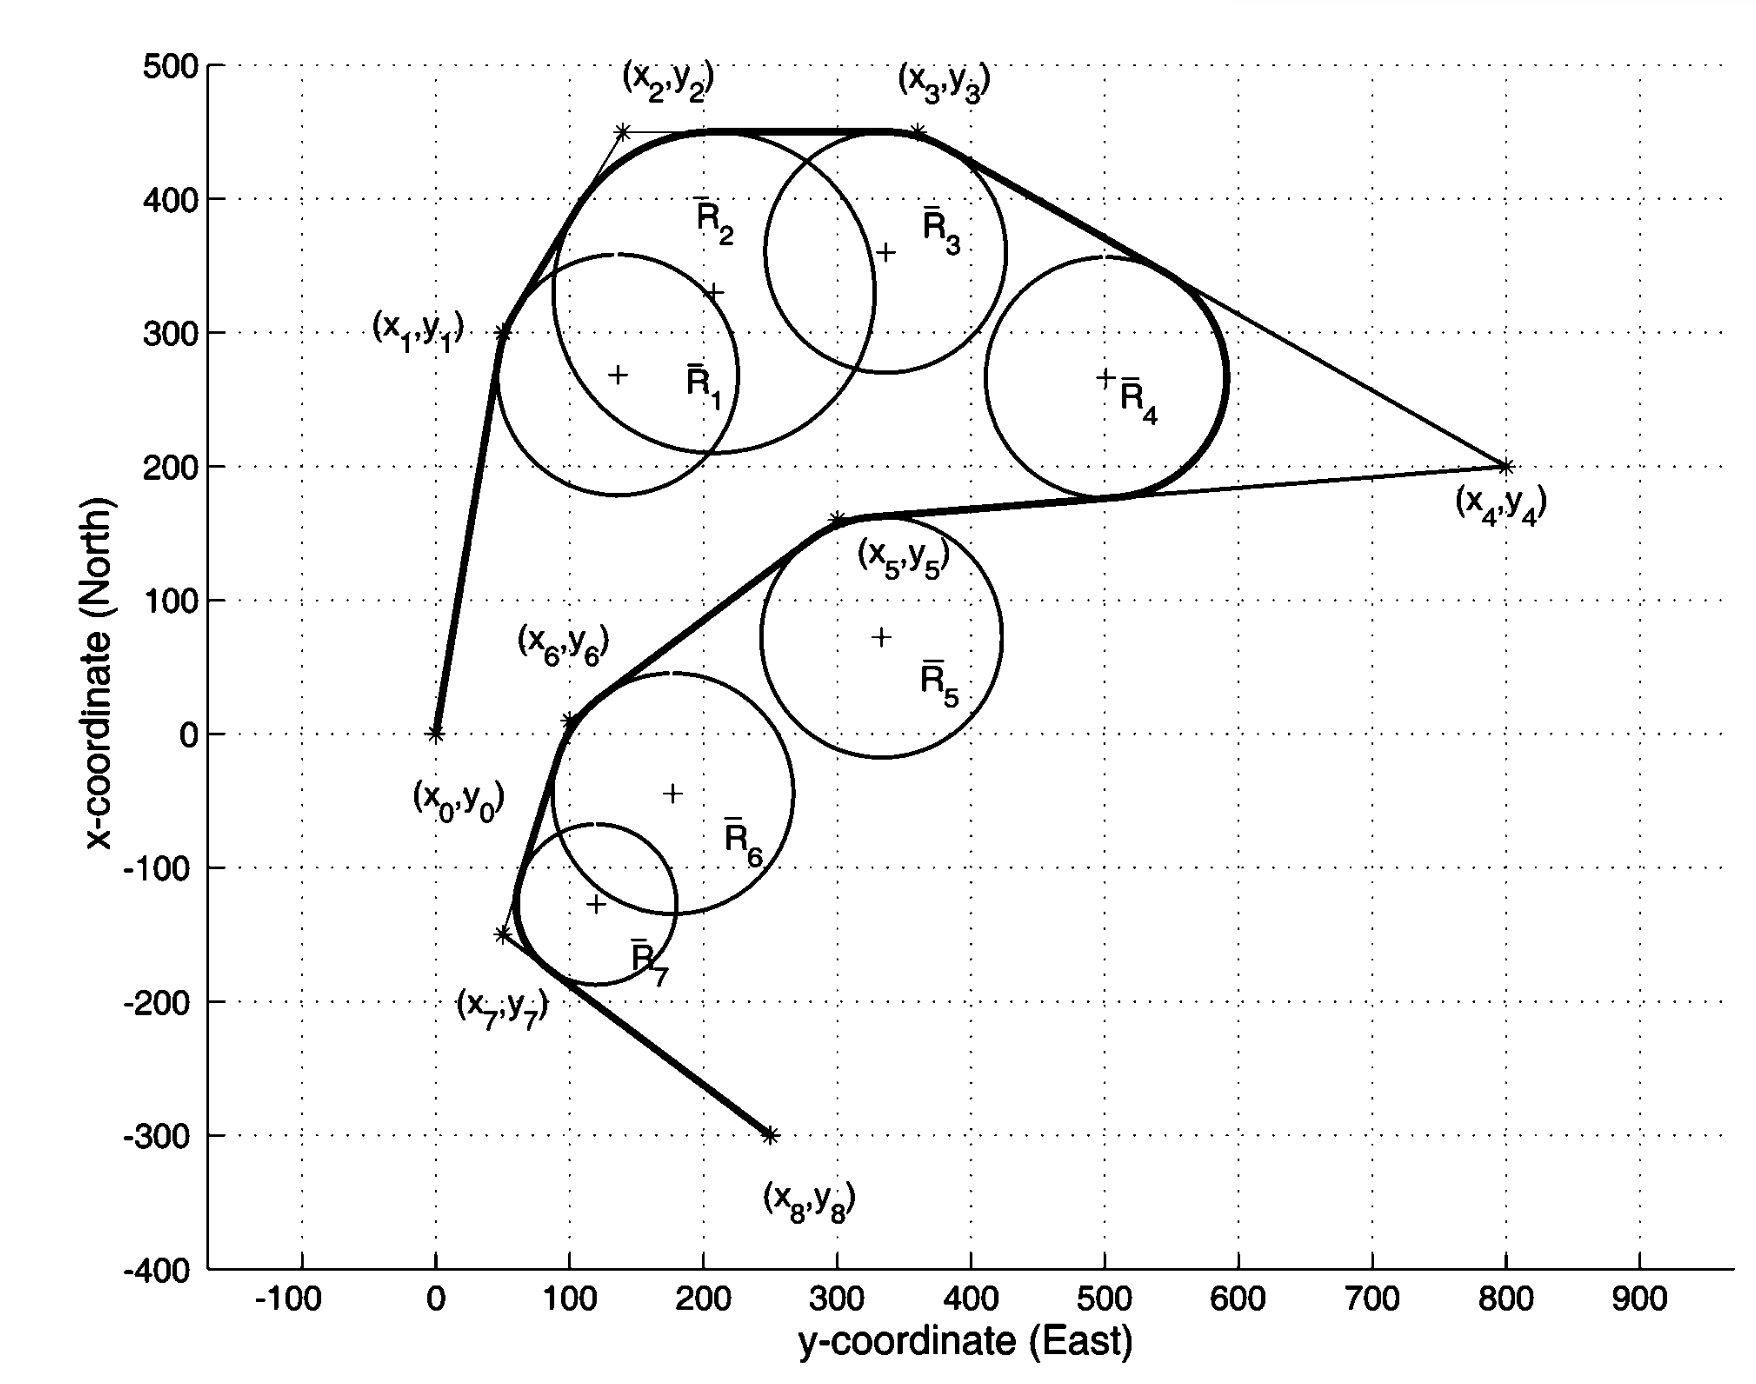 500
(x₂,y₂)
(x₃,y₃)
400
R̄₂
R̄₃
(x₁,y₁)
300
R̄₁
R̄₄
200
(x₄,y₄)
(x₅,y₅)
100
(x₆,y₆)
R̄₅
0
(x₀,y₀)
R̄₆
-100
R̄₇
-200
(x₇,y₇)
-300
(x₈,y₈)
-400
-100 0 100 200 300 400 500 600 700 800 900
y-coordinate (East)
x-coordinate (North)